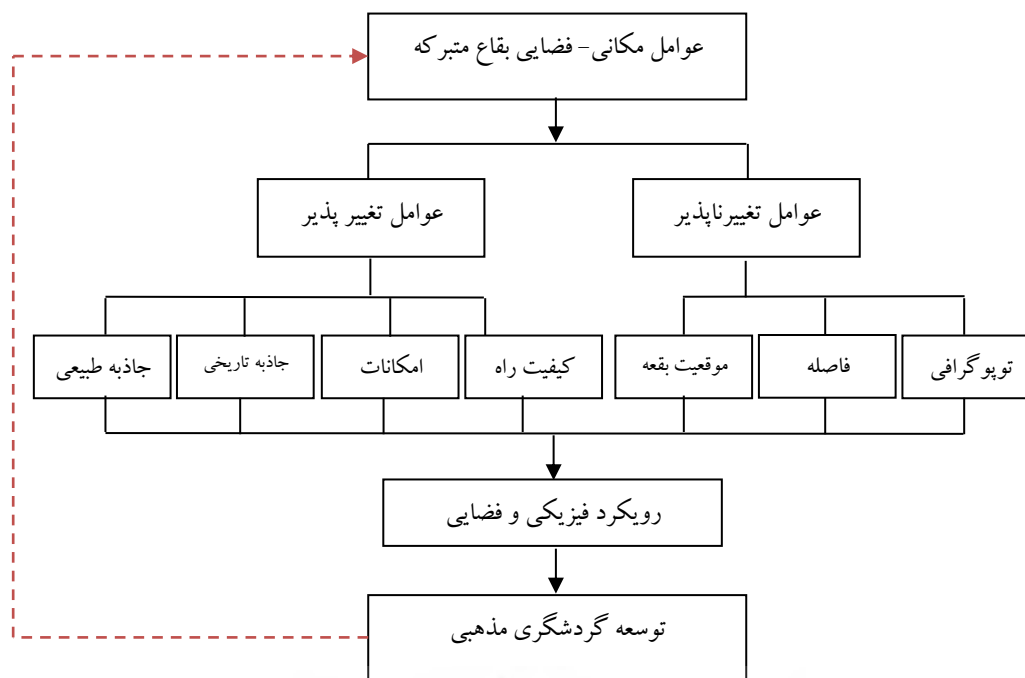 عوامل مکانی- فضایی بقاع متبرکه
عوامل تغییرناپذیر
عوامل تغییر پذیر
توپوگرافی
فاصله
موقعیت بقعه
کیفیت راه
امکانات
جاذبه تاریخی
جاذبه طبیعی
رویکرد فیزیکی و فضایی
توسعه گردشگری مذهبی